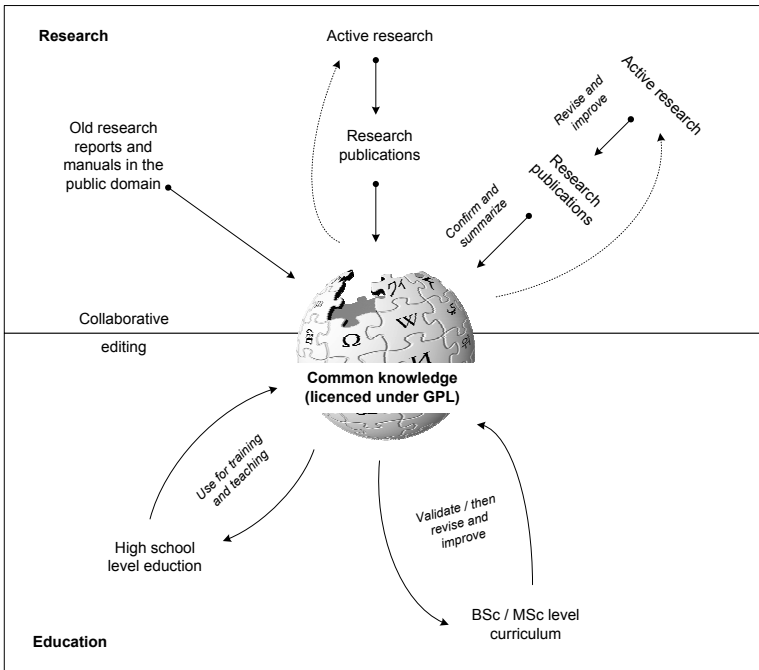 Research
Active research
Research
publications
Old research
reports and
manuals in the
public domain
Active research
Revise and
improve
Research
publications
Confirm and
summarize
Collaborative
editing
ウィ
W
Ω
И
Common knowledge
(licenced under GPL)
Use for training
and teaching
High school
level eduction
Validate / then
revise and
improve
BSc / MSc level
curriculum
Education